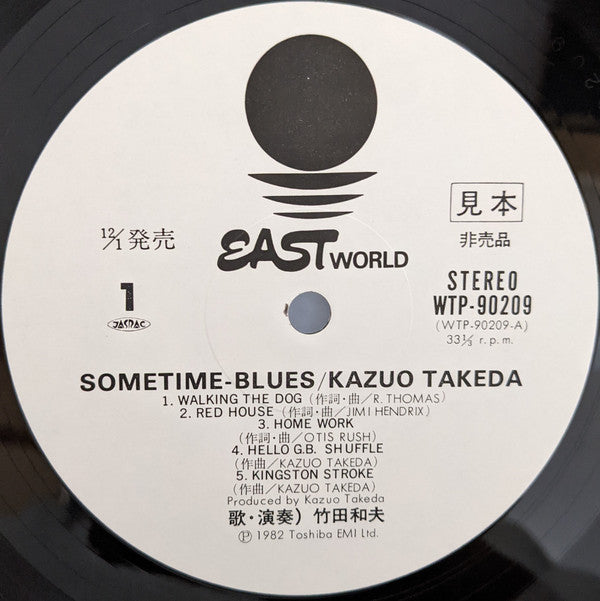 見本
12/1発売
非売品
EAST WORLD
1
JASRAC
STEREO
WTP-90209
(WTP-90209-A)
33⅓ r.p.m.
SOMETIME-BLUES/KAZUO TAKEDA
1. WALKING THE DOG (作詞・曲/R. THOMAS)
2. RED HOUSE (作詞・曲/JIMI HENDRIX)
3. HOME WORK
(作詞・曲/OTIS RUSH)
4. HELLO G.B. SHUFFLE
(作曲/KAZUO TAKEDA)
5. KINGSTON STROKE
(作曲/KAZUO TAKEDA)
Produced by Kazuo Takeda
歌・演奏) 竹田和夫
Ⓟ 1982 Toshiba EMI Ltd.